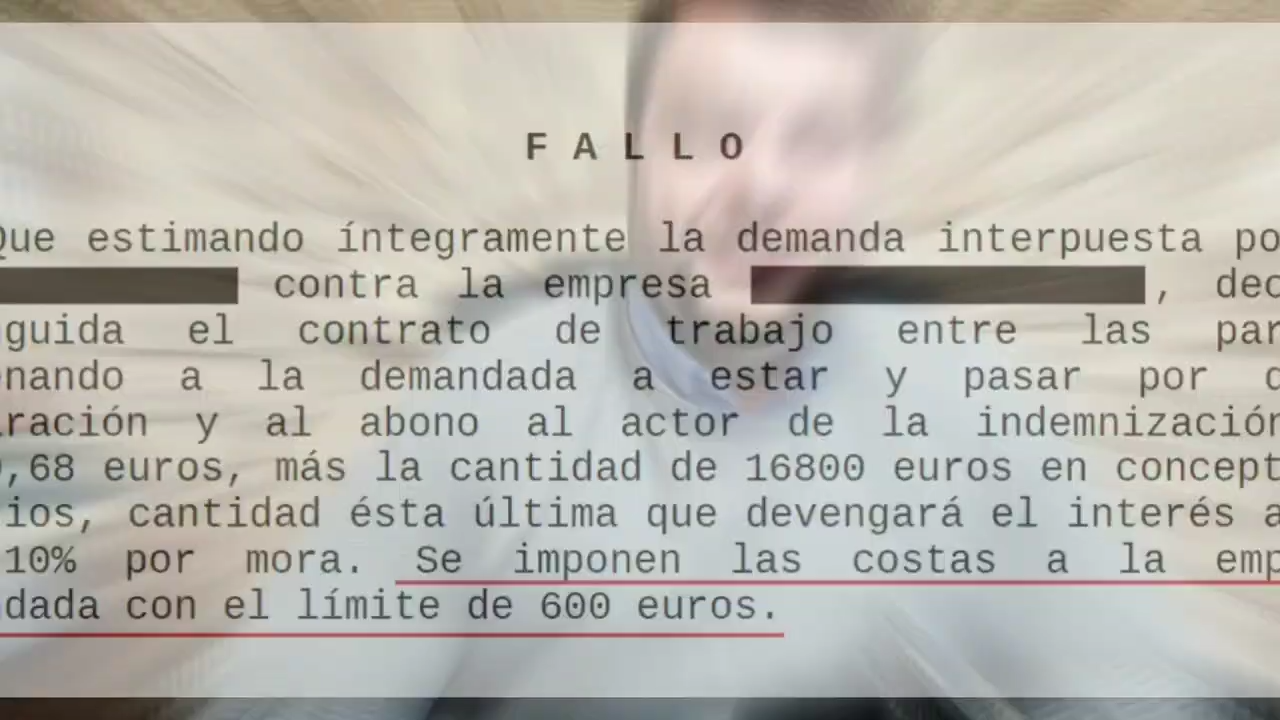 F A L L O
Que estimando íntegramente la demanda interpuesta po
contra la empresa , dec
guida el contrato de trabajo entre las par
nando a la demandada a estar y pasar por d
ración y al abono al actor de la indemnización
,68 euros, más la cantidad de 16800 euros en concept
ios, cantidad ésta última que devengará el interés a
10% por mora. Se imponen las costas a la emp
dada con el límite de 600 euros.